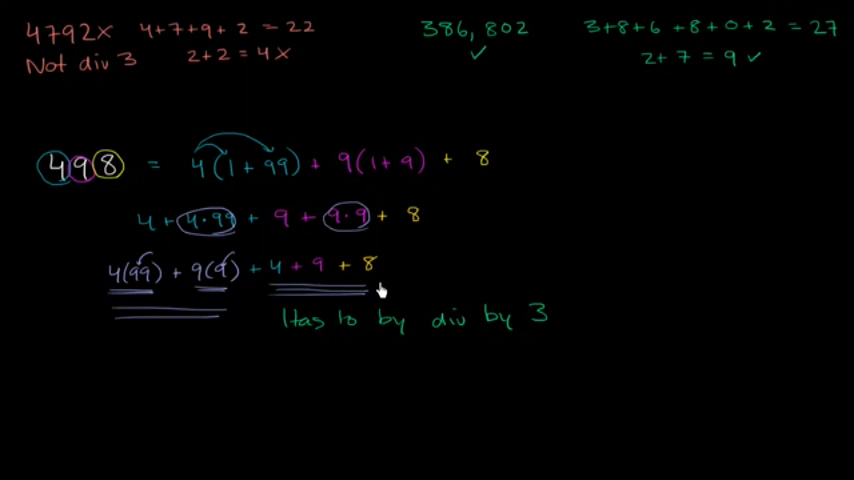 4792x 4+7+9+2 = 22
Not div 3 2+2 = 4 x
386, 802
✓
3+8+6 +8+0+2 = 27
2+7 = 9 ✓
498 = 4(1+99) + 9(1+9) + 8
4 + 4·99 + 9 + 9·9 + 8
4(99) + 9(9) + 4 + 9 + 8
Has to by div by 3